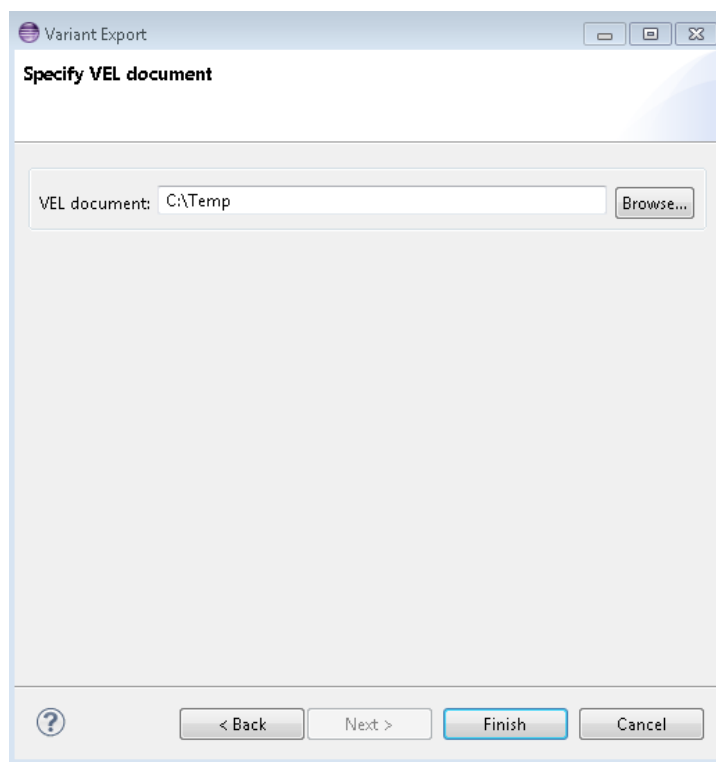 Variant Export
Specify VEL document
VEL document: C:\Temp Browse...
? < Back Next > Finish Cancel